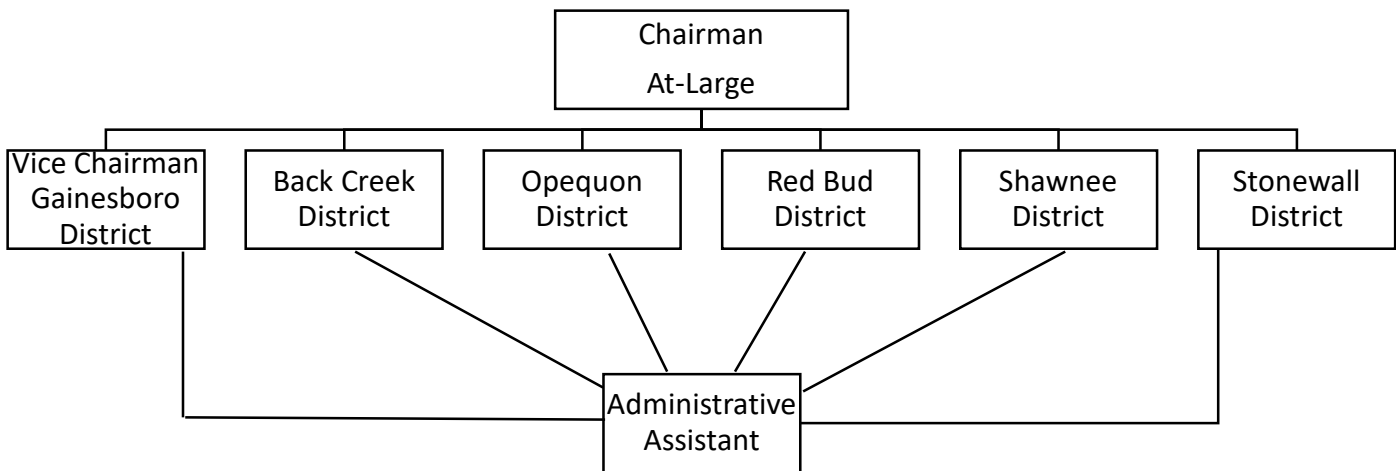 Chairman
At-Large
Vice Chairman
Gainesboro
District
Back Creek
District
Opequon
District
Red Bud
District
Shawnee
District
Stonewall
District
Administrative
Assistant